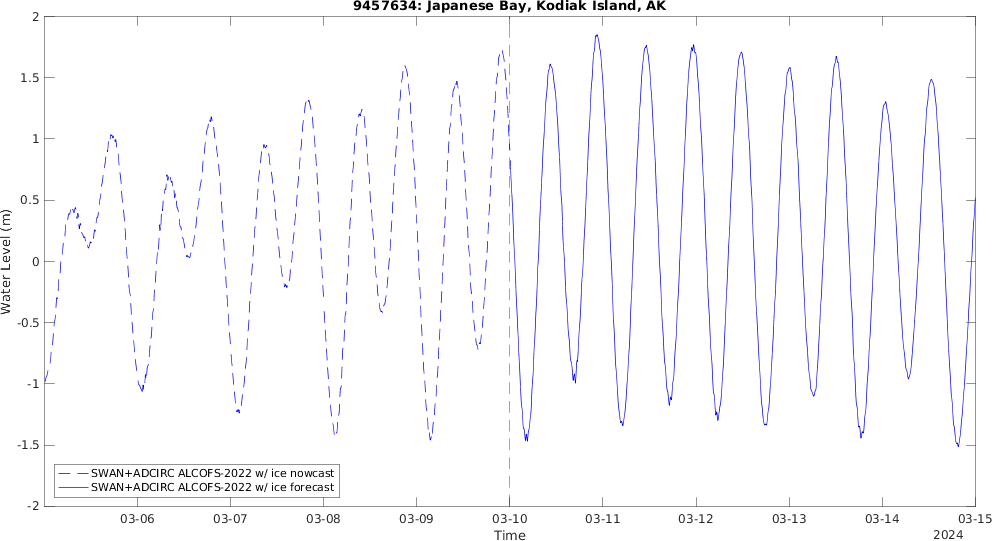 9457634: Japanese Bay, Kodiak Island, AK
2
1.5
1
0.5
0
-0.5
-1
-1.5
-2
Water Level (m)
SWAN+ADCIRC ALCOFS-2022 w/ ice nowcast
SWAN+ADCIRC ALCOFS-2022 w/ ice forecast
03-06 03-07 03-08 03-09 03-10 03-11 03-12 03-13 03-14 03-15
Time
2024